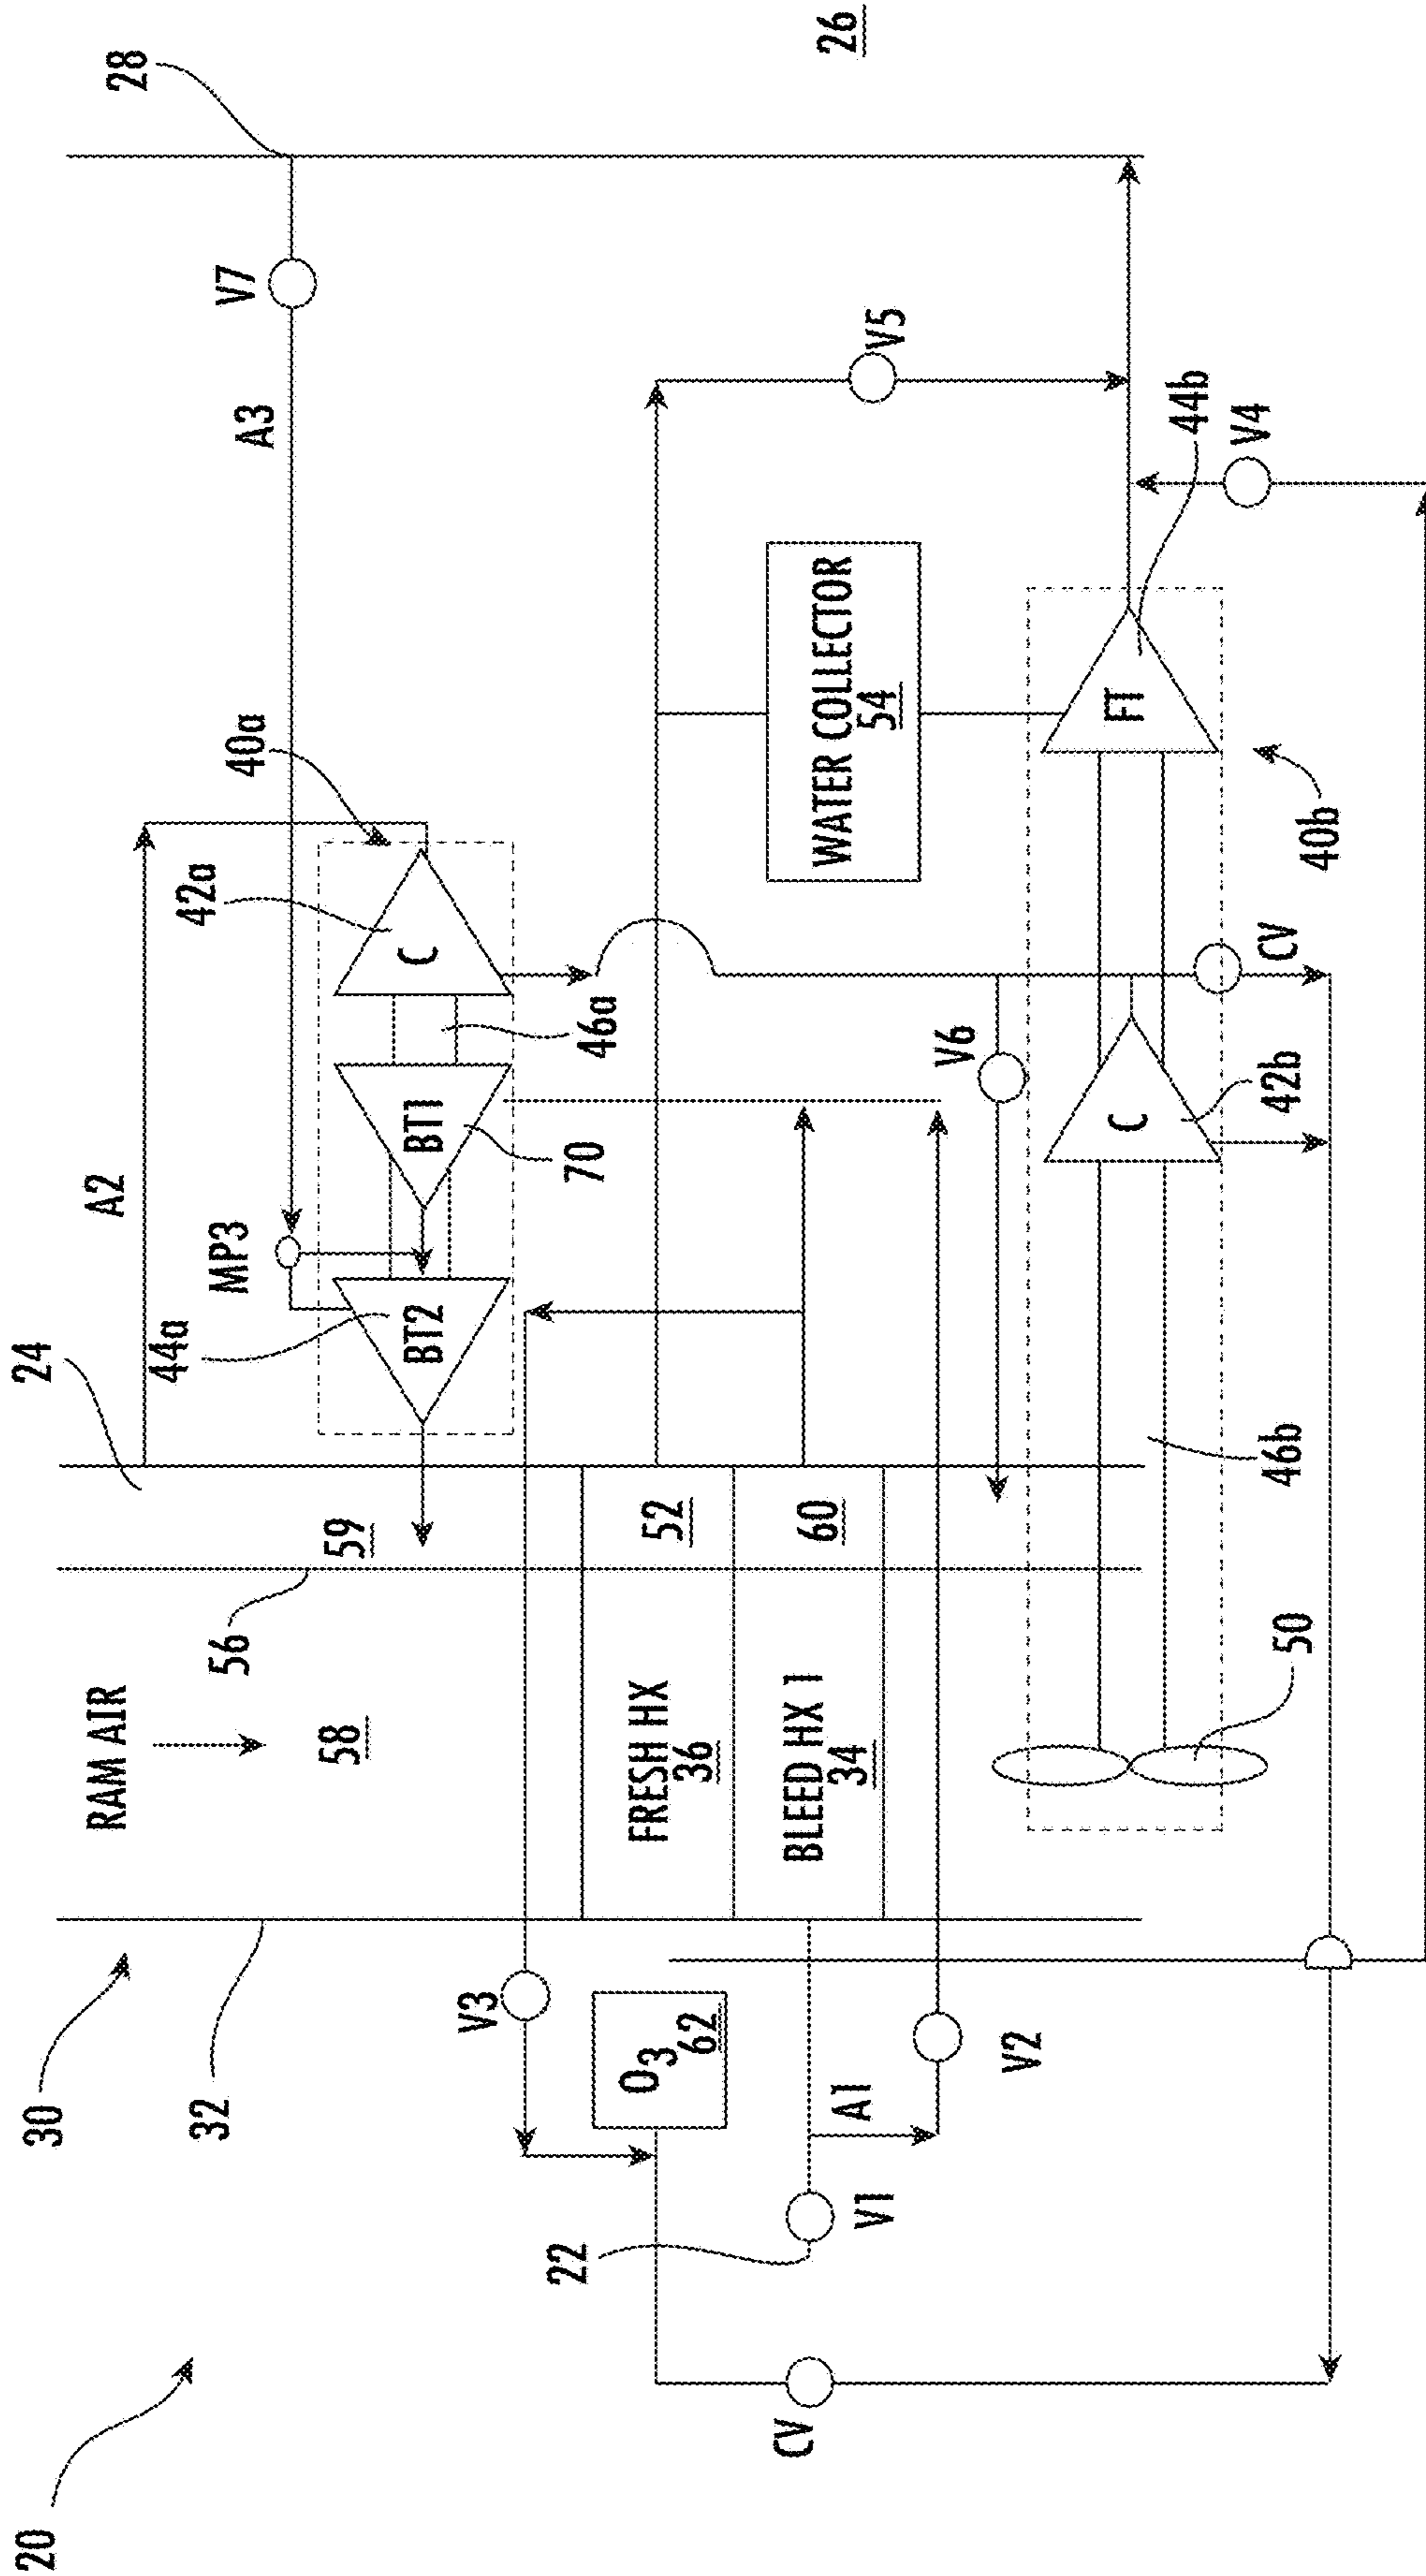 20
30
24
RAM AIR
A2
28
44a
42a
32
56
MP3
40a
V7
A3
58
59
BT2
BT1
C
V3
22
70
46a
O3
62
FRESH HX
36
52
CV
BLEED HX 1
34
60
WATER COLLECTOR
54
26
A1
V1
V5
V6
V2
C
FT
44b
V4
50
46b
42b
CV
40b